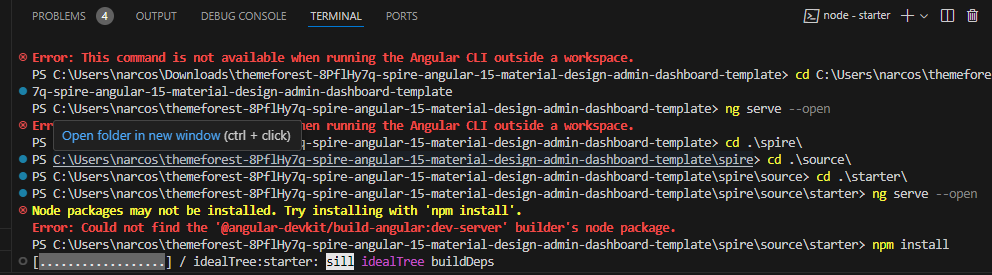 PROBLEMS 4 OUTPUT DEBUG CONSOLE TERMINAL PORTS node - starter
Error: This command is not available when running the Angular CLI outside a workspace.
PS C:\Users\narcos\Downloads\themeforest-8PflHy7q-spire-angular-15-material-design-admin-dashboard-template> cd C:\Users\narcos\themefores
7q-spire-angular-15-material-design-admin-dashboard-template
PS C:\Users\narcos\themeforest-8PflHy7q-spire-angular-15-material-design-admin-dashboard-template> ng serve --open
Err hen running the Angular CLI outside a workspace.
Open folder in new window (ctrl + click)
PS aterial-design-admin-dashboard-template> cd .\spire\
PS C:\Users\narcos\themeforest-8PflHy7q-spire-angular-15-material-design-admin-dashboard-template\spire> cd .\source\
PS C:\Users\narcos\themeforest-8PflHy7q-spire-angular-15-material-design-admin-dashboard-template\spire\source> cd .\starter\
PS C:\Users\narcos\themeforest-8PflHy7q-spire-angular-15-material-design-admin-dashboard-template\spire\source\starter> ng serve --open
Node packages may not be installed. Try installing with 'npm install'.
Error: Could not find the '@angular-devkit/build-angular:dev-server' builder's node package.
PS C:\Users\narcos\themeforest-8PflHy7q-spire-angular-15-material-design-admin-dashboard-template\spire\source\starter> npm install
[..................] / idealTree:starter: sill idealTree buildDeps